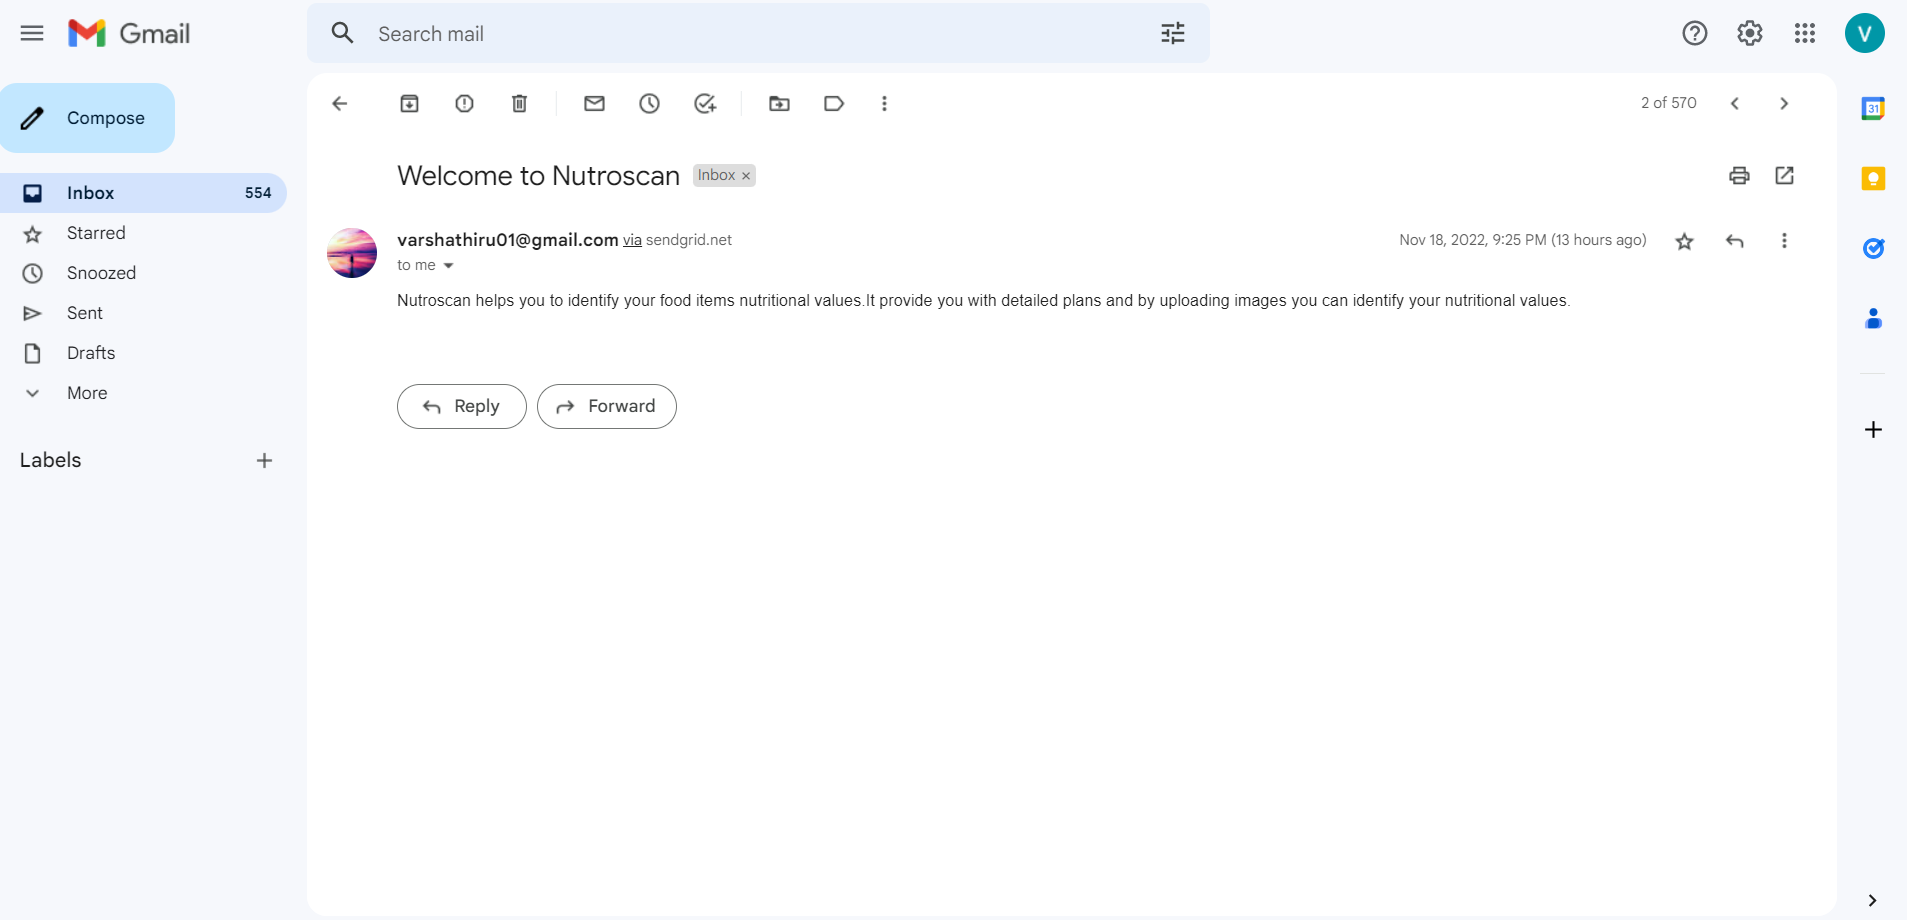 Gmail
Search mail
V
Compose
2 of 570
31
Welcome to Nutroscan Inbox ×
Inbox 554
Starred
Snoozed
Sent
Drafts
More
Labels
varshathiru01@gmail.com via sendgrid.net
Nov 18, 2022, 9:25 PM (13 hours ago)
to me
Nutroscan helps you to identify your food items nutritional values.It provide you with detailed plans and by uploading images you can identify your nutritional values.
Reply Forward